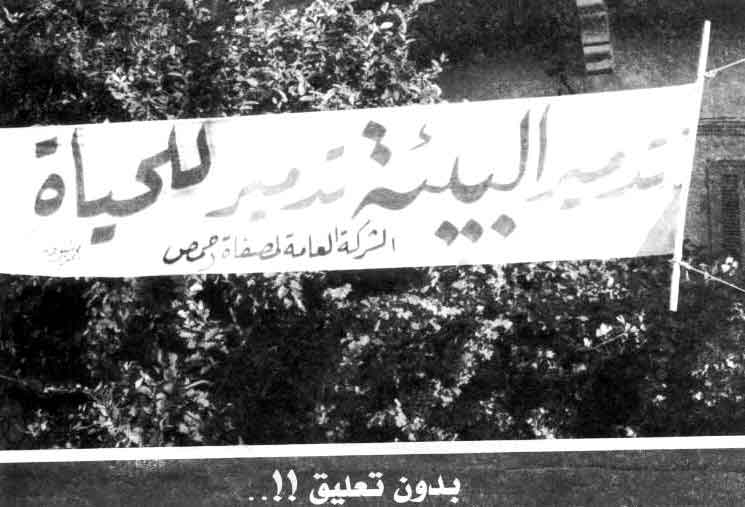 تدمير البيئة تدمير للحياة
الشركة العامة لمصفاة حمص
بدون تعليق !!..